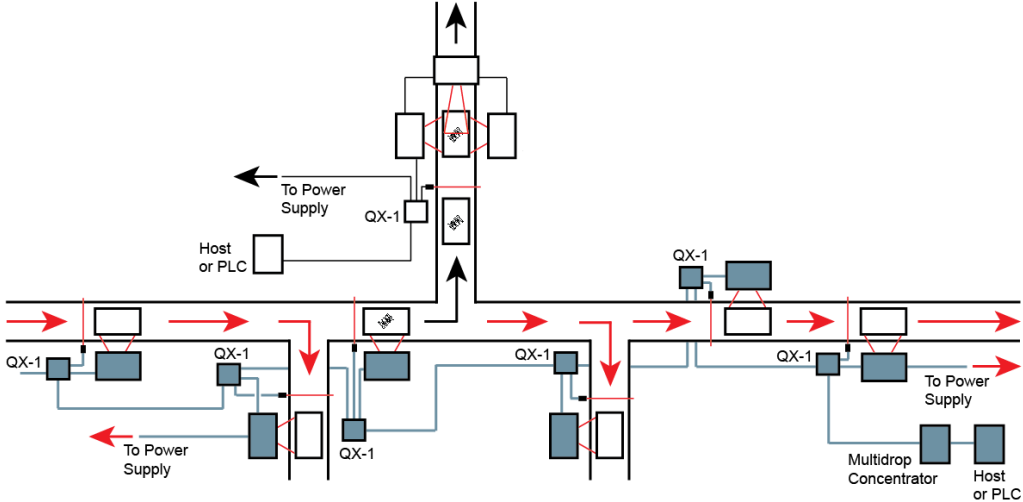 To Power
Supply
QX-1
Host
or PLC
QX-1
QX-1
QX-1
QX-1
QX-1
QX-1
To Power
Supply
QX-1
To Power
Supply
Multidrop
Concentrator
Host
or PLC